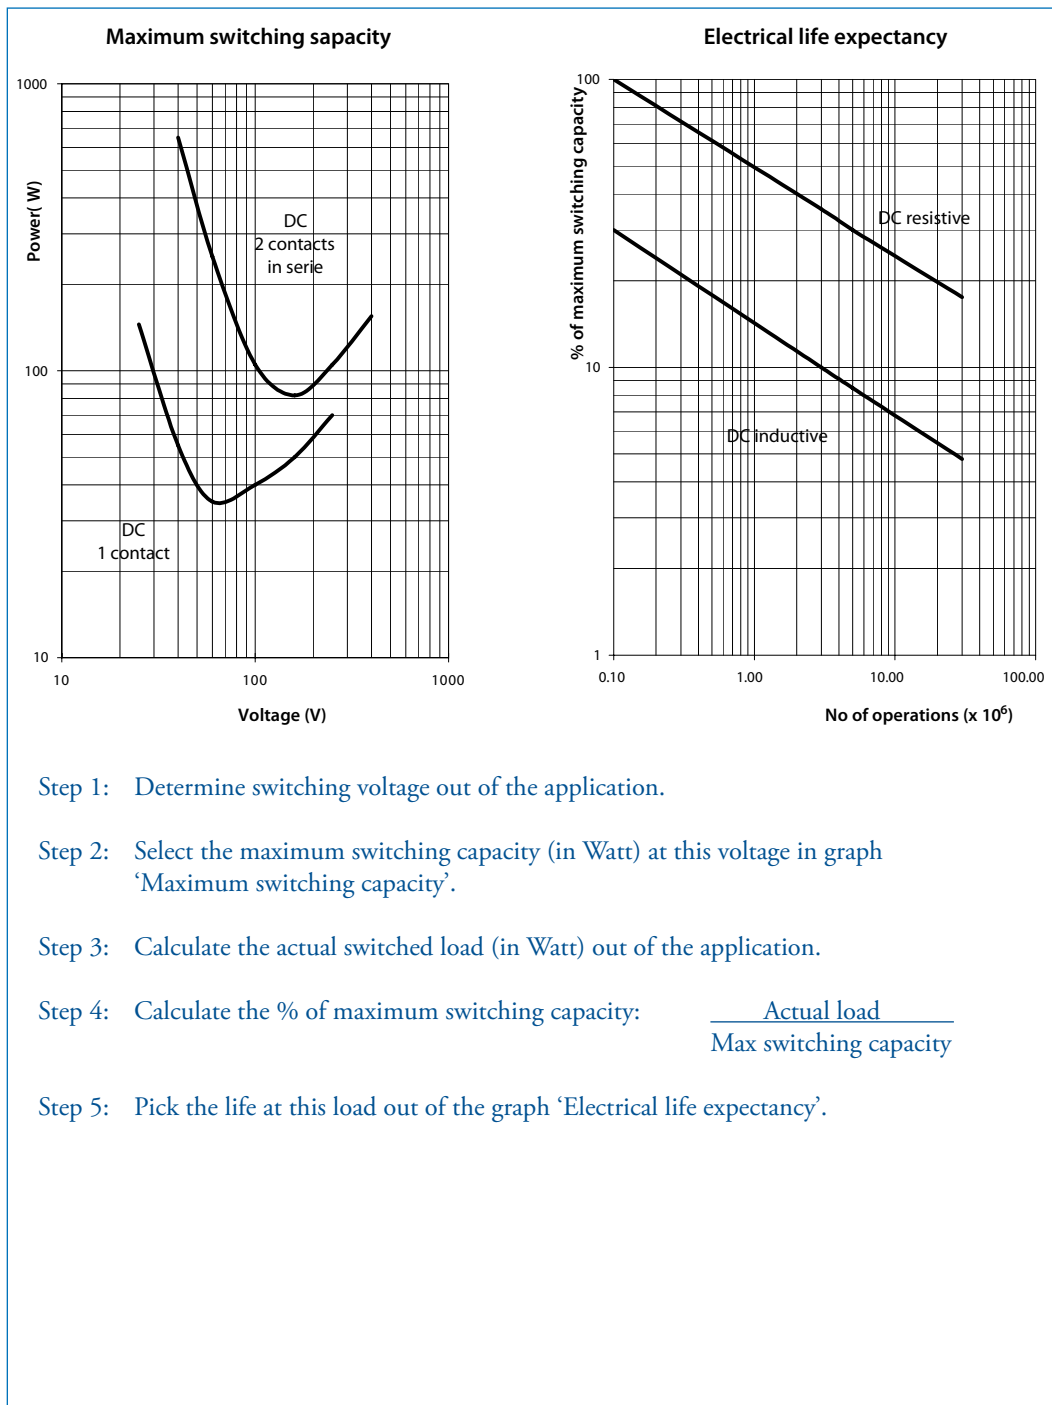 Maximum switching sapacity
1000
100
10
10
100
1000
Power( W)
Voltage (V)
DC
2 contacts
in serie
DC
1 contact
Electrical life expectancy
100
10
1
0.10
1.00
10.00
100.00
% of maximum switching capacity
No of operations (x 10⁶)
DC resistive
DC inductive
Step 1: Determine switching voltage out of the application.
Step 2: Select the maximum switching capacity (in Watt) at this voltage in graph
‘Maximum switching capacity’.
Step 3: Calculate the actual switched load (in Watt) out of the application.
Step 4: Calculate the % of maximum switching capacity: Actual load
Max switching capacity
Step 5: Pick the life at this load out of the graph ‘Electrical life expectancy’.